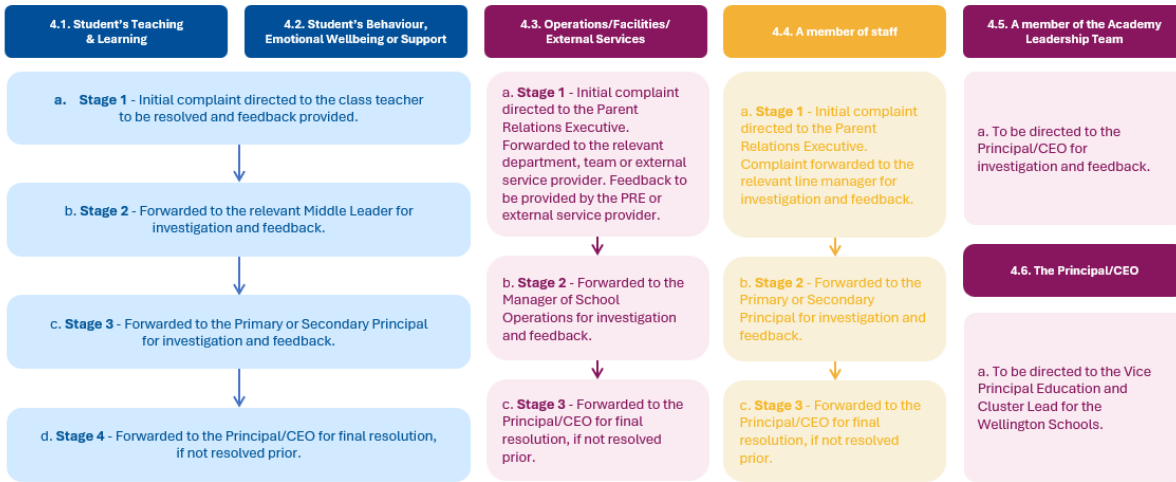 4.1. Student's Teaching
& Learning
4.2. Student's Behaviour,
Emotional Wellbeing or Support
a. Stage 1 - Initial complaint directed to the class teacher
to be resolved and feedback provided.
b. Stage 2 - Forwarded to the relevant Middle Leader for
investigation and feedback.
c. Stage 3 - Forwarded to the Primary or Secondary Principal
for investigation and feedback.
d. Stage 4 - Forwarded to the Principal/CEO for final resolution,
if not resolved prior.
4.3. Operations/Facilities/
External Services
a. Stage 1 - Initial complaint
directed to the Parent
Relations Executive.
Forwarded to the relevant
department, team or external
service provider. Feedback to
be provided by the PRE or
external service provider.
b. Stage 2 - Forwarded to the
Manager of School
Operations for investigation
and feedback.
c. Stage 3 - Forwarded to the
Principal/CEO for final
resolution, if not resolved
prior.
4.4. A member of staff
a. Stage 1 - Initial complaint
directed to the Parent
Relations Executive.
Complaint forwarded to the
relevant line manager for
investigation and feedback.
b. Stage 2 - Forwarded to the
Primary or Secondary
Principal for investigation and
feedback.
c. Stage 3 - Forwarded to the
Principal/CEO for final
resolution, if not resolved
prior.
4.5. A member of the Academy
Leadership Team
a. To be directed to the
Principal/CEO for
investigation and feedback.
4.6. The Principal/CEO
a. To be directed to the Vice
Principal Education and
Cluster Lead for the
Wellington Schools.